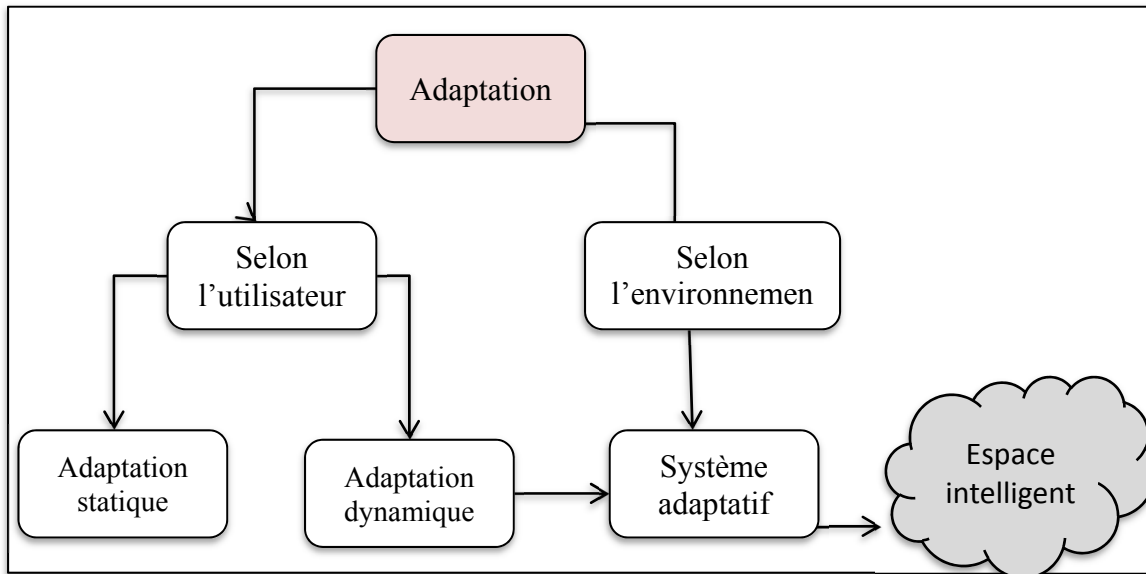 Adaptation
Selon
l’utilisateur
Selon
l’environnemen
Adaptation
statique
Adaptation
dynamique
Système
adaptatif
Espace
intelligent